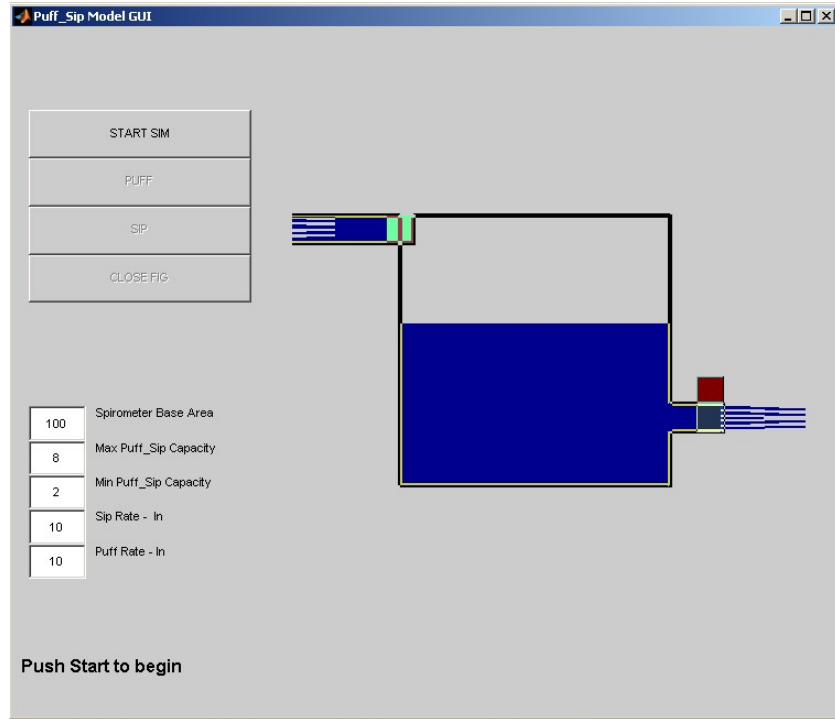 Puff_Sip Model GUI
START SIM
PUFF
SIP
CLOSE FIG
100 Spirometer Base Area
8 Max Puff_Sip Capacity
2 Min Puff_Sip Capacity
10 Sip Rate - In
10 Puff Rate - In
Push Start to begin